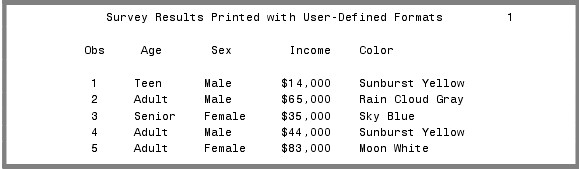 Survey Results Printed with User-Defined Formats 1
Obs Age Sex Income Color
1 Teen Male $14,000 Sunburst Yellow
2 Adult Male $65,000 Rain Cloud Gray
3 Senior Female $35,000 Sky Blue
4 Adult Male $44,000 Sunburst Yellow
5 Adult Female $83,000 Moon White